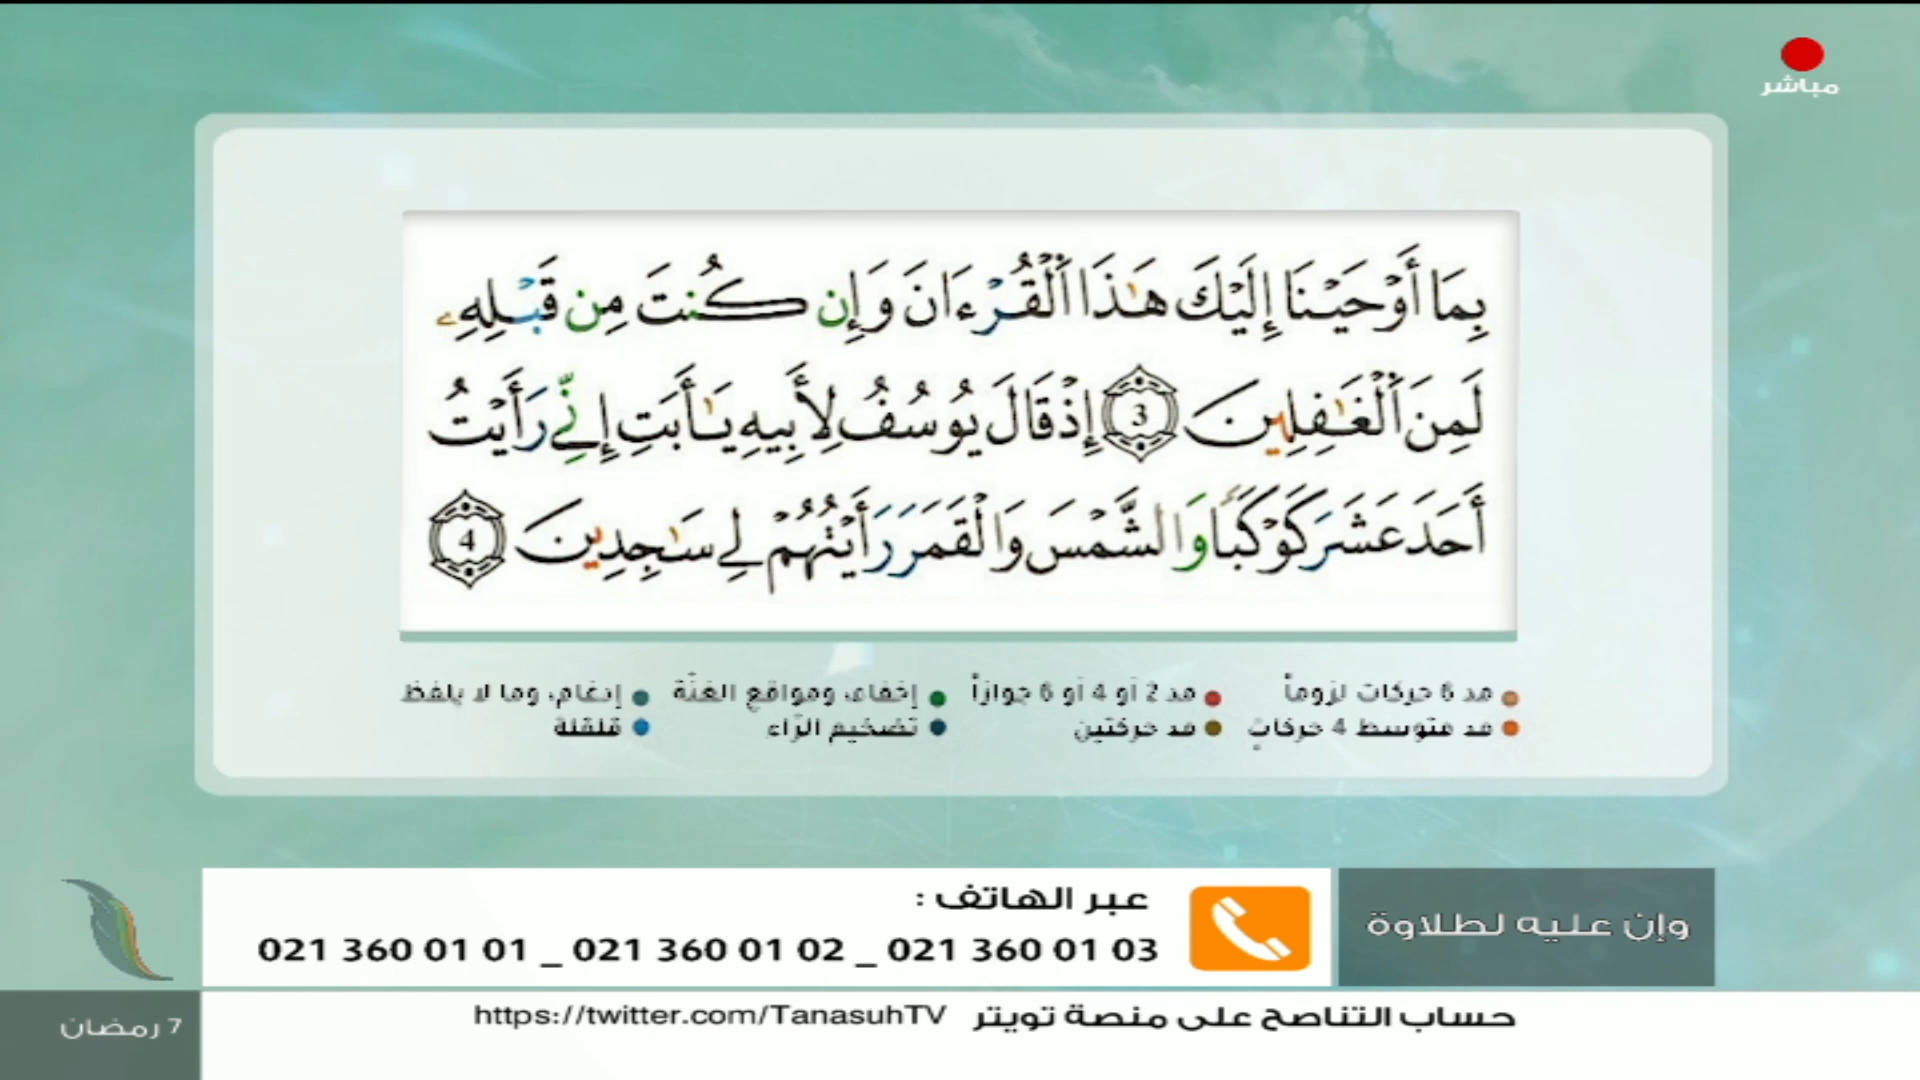 مباشر
بِمَا أَوْحَيْنَا إِلَيْكَ هَٰذَا اَلْقُرْءَانَ وَإِن كُنتَ مِن قَبْلِهِۦ
لَمِنَ اَلْغَٰفِلِينَ 3 إِذْ قَالَ يُوسُفُ لِأَبِيهِ يَٰأَبَتِ إِنِّے رَأَيْتُ
أَحَدَ عَشَرَ كَوْكَبًا وَالشَّمْسَ وَالْقَمَرَ رَأَيْتُهُمْ لِے سَٰجِدِينَ 4
مد 6 حركات لزوماً مد 2 أو 4 أو 6 جوازاً إخفاء، ومواقع الغنّة إدغام، وما لا يلفظ
مد متوسط 4 حركات مد حركتين تفخيم الرّاء قلقلة
وإن عليه لطلاوة
عبر الهاتف :
021 360 01 01 _ 021 360 01 02 _ 021 360 01 03
حساب التناصح على منصة تويتر https://twitter.com/TanasuhTV
7 رمضان